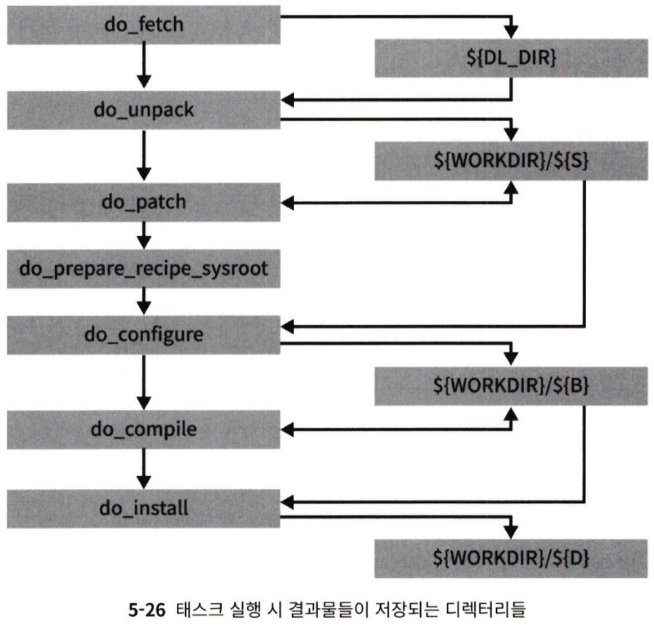 do_fetch
${DL_DIR}
do_unpack
${WORKDIR}/${S}
do_patch
do_prepare_recipe_sysroot
do_configure
${WORKDIR}/${B}
do_compile
do_install
${WORKDIR}/${D}
5-26 태스크 실행 시 결과물들이 저장되는 디렉터리들